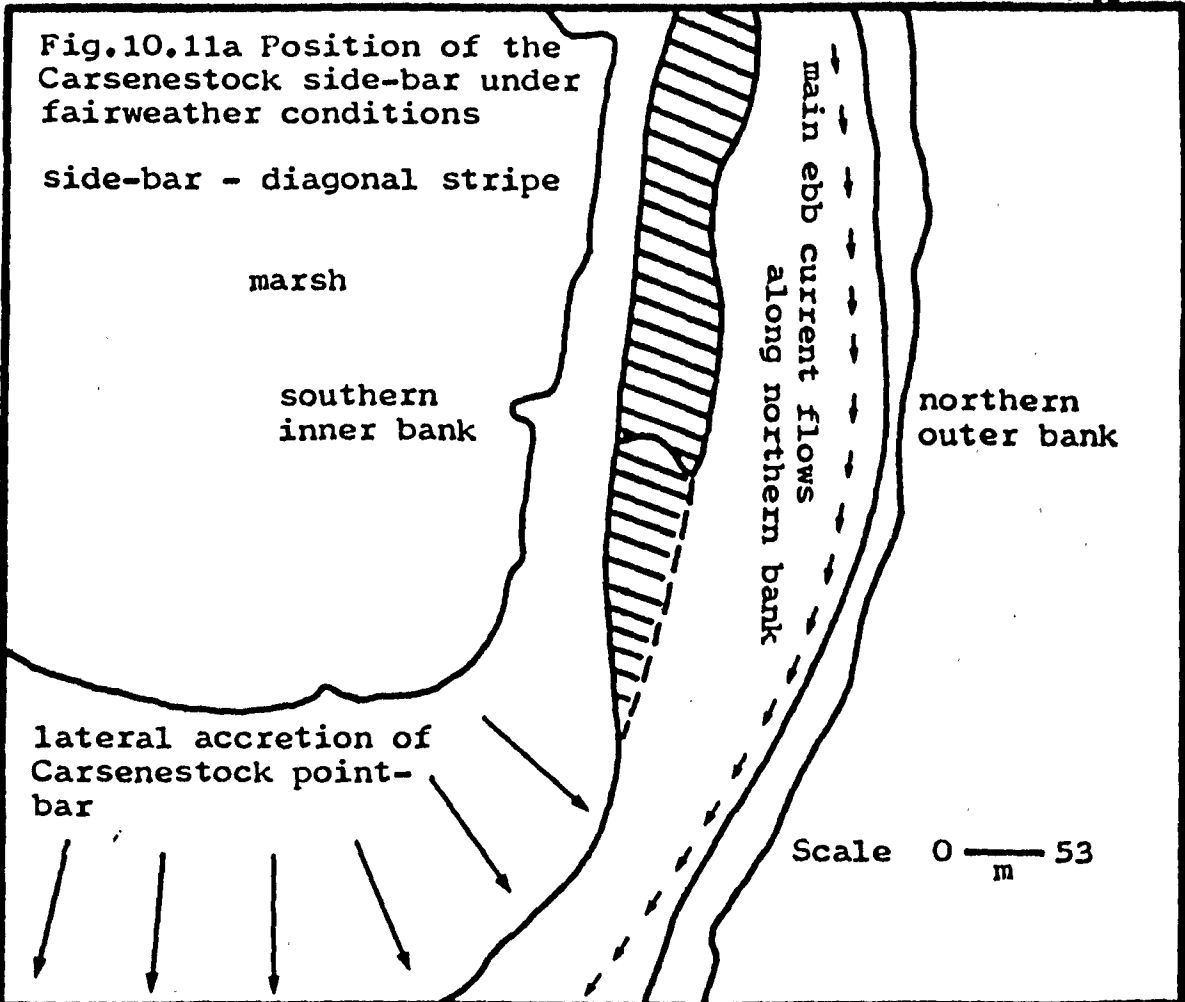 Fig.10.11a Position of the
Carsenestock side-bar under
fairweather conditions
side-bar - diagonal stripe
marsh
southern
inner bank
main ebb current flows
along northern bank
northern
outer bank
lateral accretion of
Carsenestock point-
bar
Scale 0 53
m